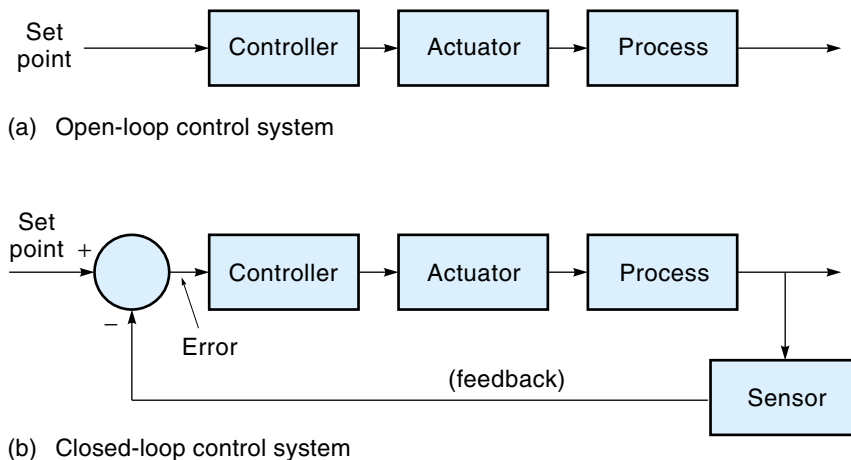 Set
point
Controller
Actuator
Process
(a) Open-loop control system
Set
point +
Controller
Actuator
Process
−
Error
(feedback)
Sensor
(b) Closed-loop control system